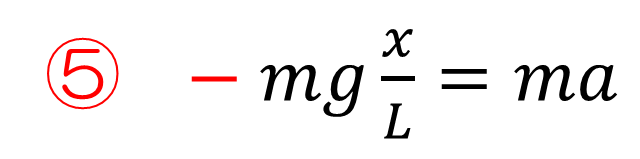 ⑤ − mg x/L = ma